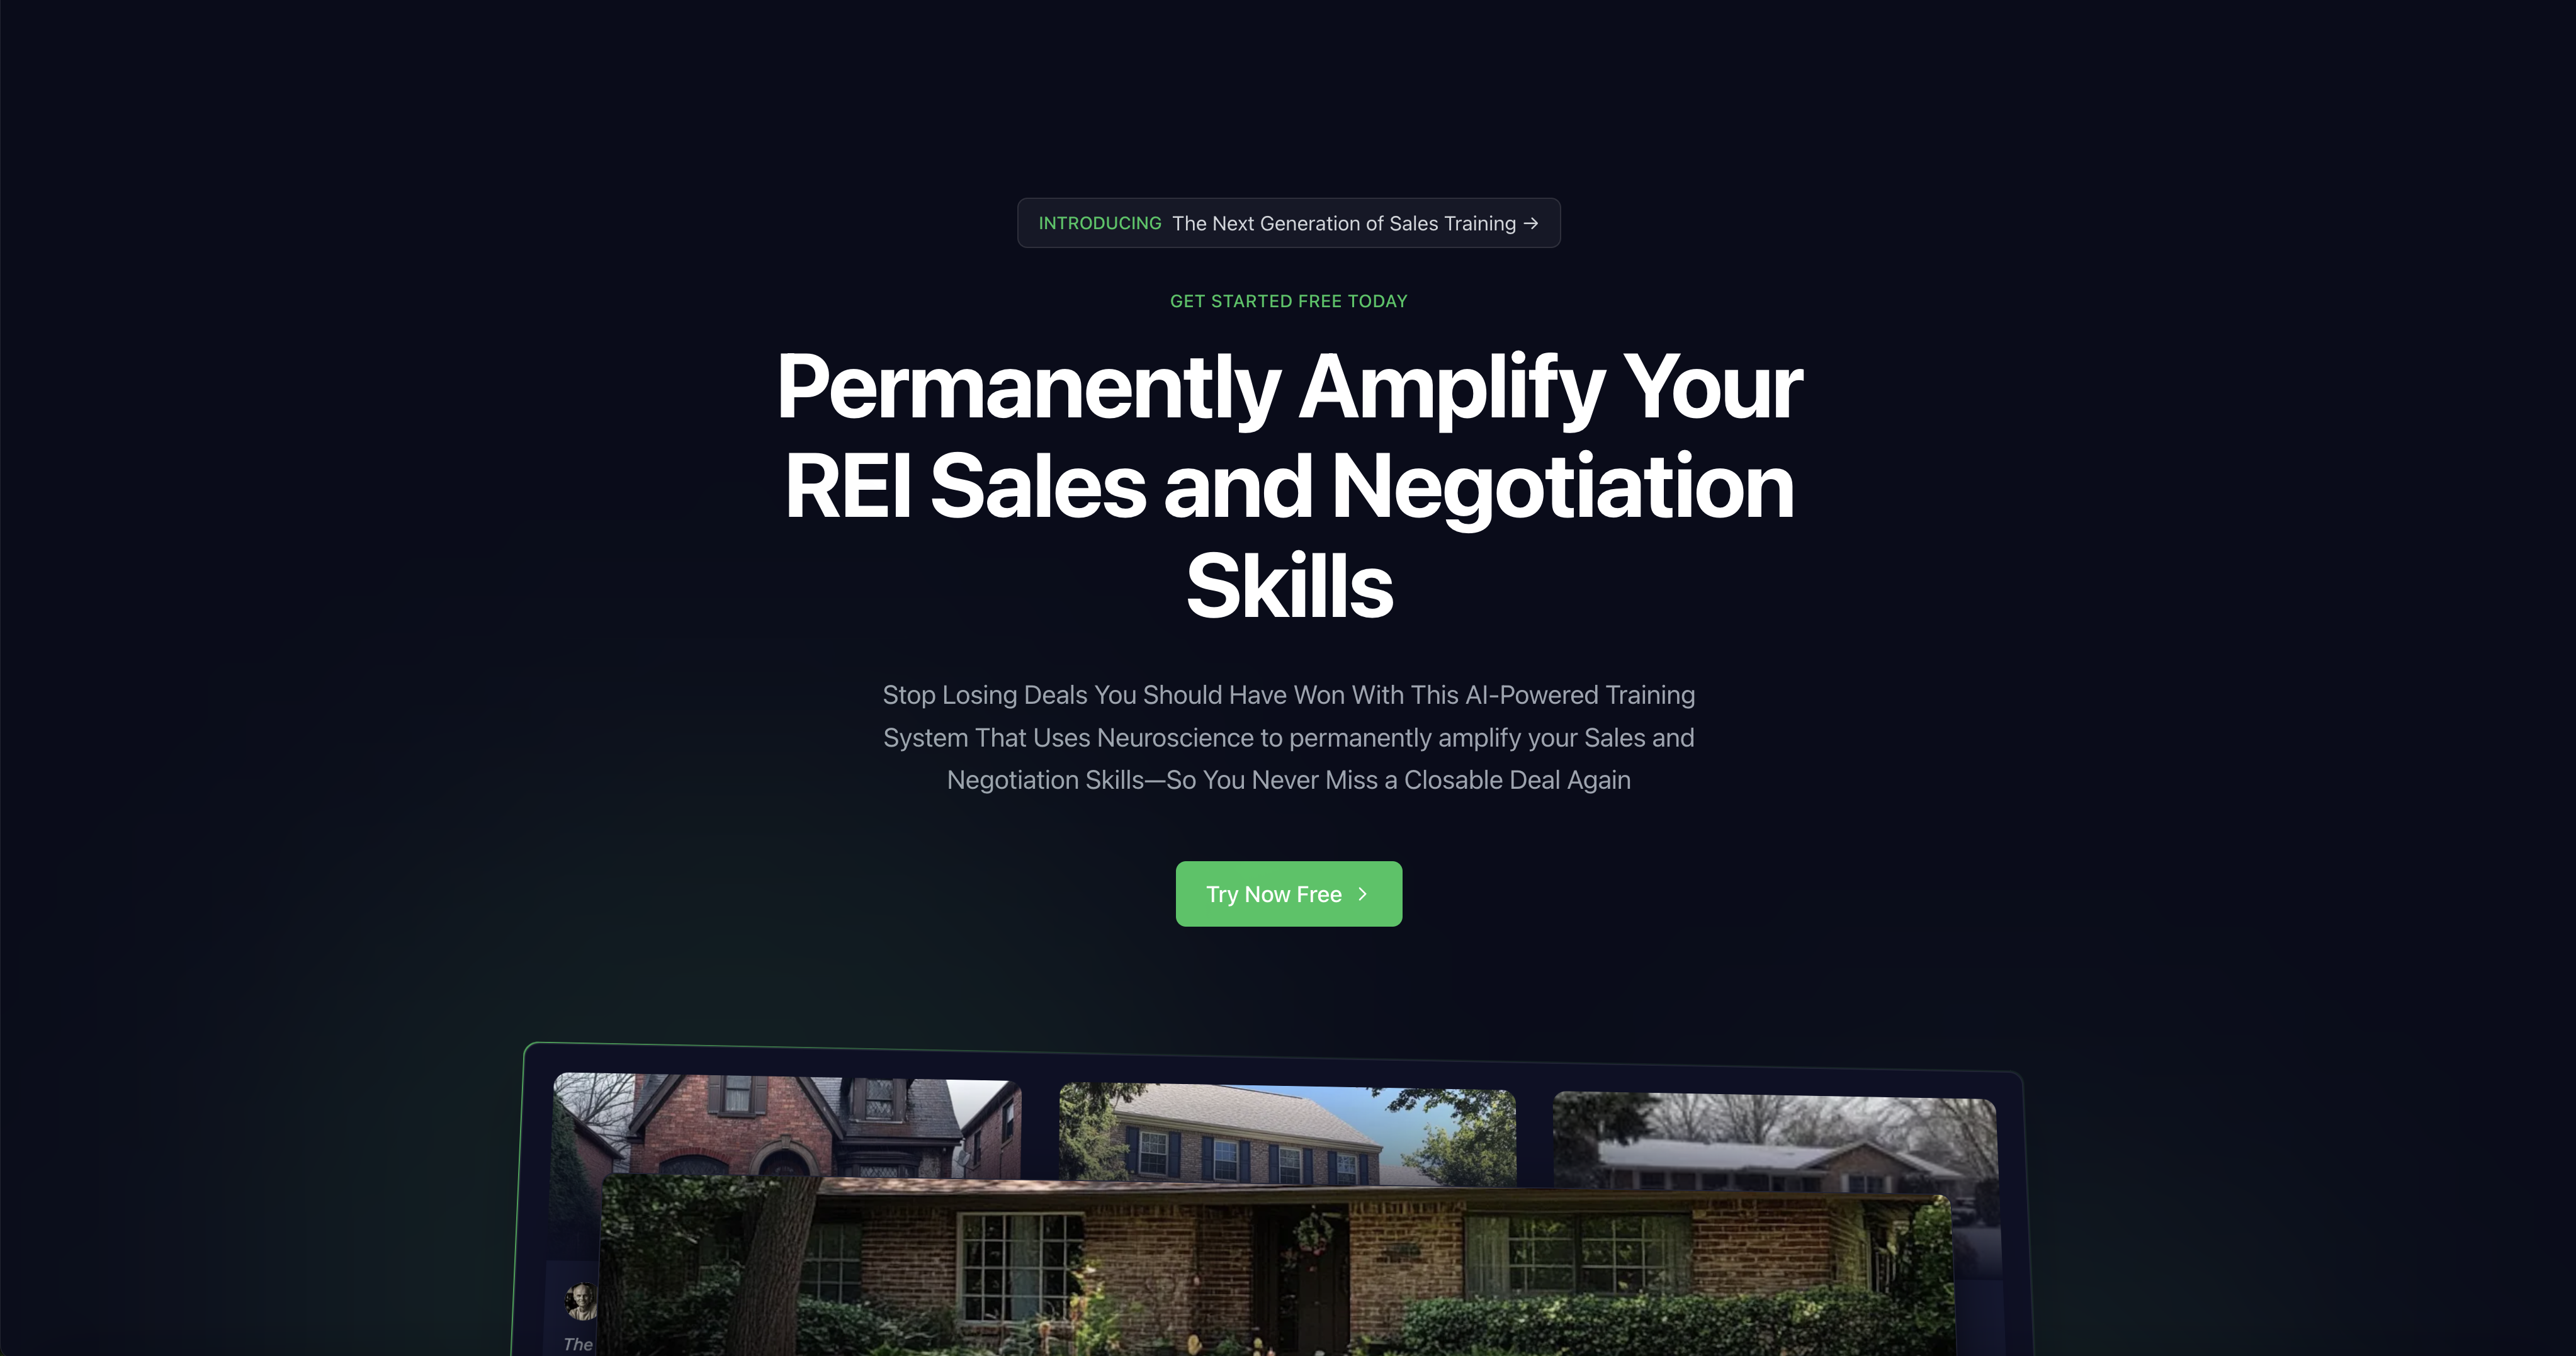 INTRODUCING The Next Generation of Sales Training →
GET STARTED FREE TODAY
Permanently Amplify Your
REI Sales and Negotiation
Skills
Stop Losing Deals You Should Have Won With This AI-Powered Training
System That Uses Neuroscience to permanently amplify your Sales and
Negotiation Skills—So You Never Miss a Closable Deal Again
Try Now Free >
The